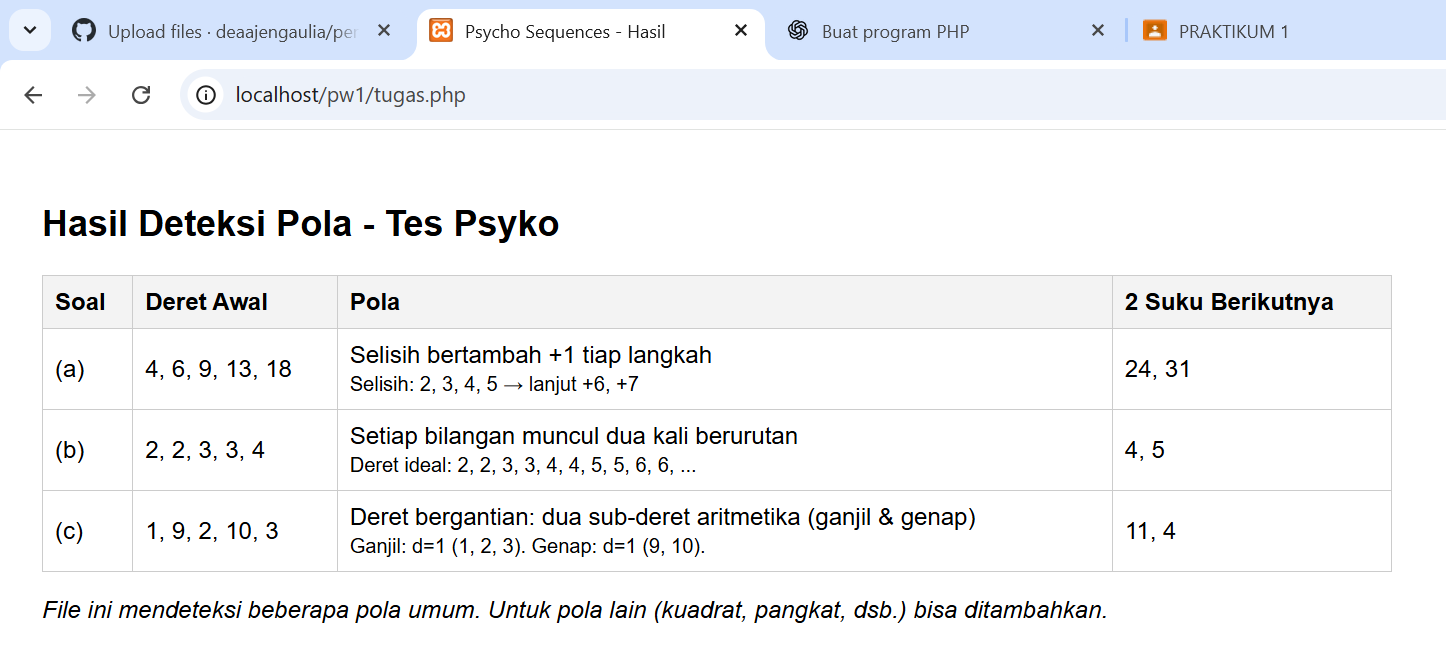 Upload files · deaajengaulia/per
Psycho Sequences - Hasil
Buat program PHP
PRAKTIKUM 1
localhost/pw1/tugas.php
Hasil Deteksi Pola - Tes Psyko
Soal Deret Awal Pola 2 Suku Berikutnya
(a) 4, 6, 9, 13, 18 Selisih bertambah +1 tiap langkah
Selisih: 2, 3, 4, 5 → lanjut +6, +7
24, 31
(b) 2, 2, 3, 3, 4 Setiap bilangan muncul dua kali berurutan
Deret ideal: 2, 2, 3, 3, 4, 4, 5, 5, 6, 6, ...
4, 5
(c) 1, 9, 2, 10, 3 Deret bergantian: dua sub-deret aritmetika (ganjil & genap)
Ganjil: d=1 (1, 2, 3). Genap: d=1 (9, 10).
11, 4
File ini mendeteksi beberapa pola umum. Untuk pola lain (kuadrat, pangkat, dsb.) bisa ditambahkan.